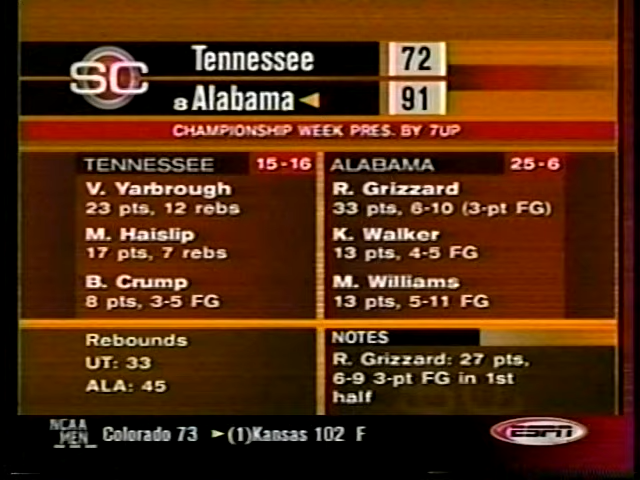 SC
Tennessee 72
8 Alabama 91
CHAMPIONSHIP WEEK PRES. BY 7UP
TENNESSEE 15-16
V. Yarbrough
23 pts, 12 rebs
M. Haislip
17 pts, 7 rebs
B. Crump
8 pts, 3-5 FG
ALABAMA 25-6
R. Grizzard
33 pts, 6-10 (3-pt FG)
K. Walker
13 pts, 4-5 FG
M. Williams
13 pts, 5-11 FG
Rebounds
UT: 33
ALA: 45
NOTES
R. Grizzard: 27 pts,
6-9 3-pt FG in 1st
half
NCAA
MEN
Colorado 73 (1)Kansas 102 F
ESPN